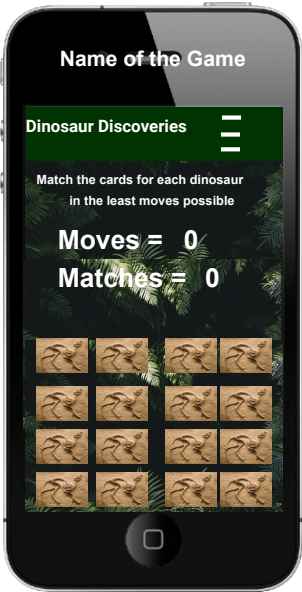 Name of the Game
Dinosaur Discoveries
Match the cards for each dinosaur
in the least moves possible
Moves = 0
Matches = 0